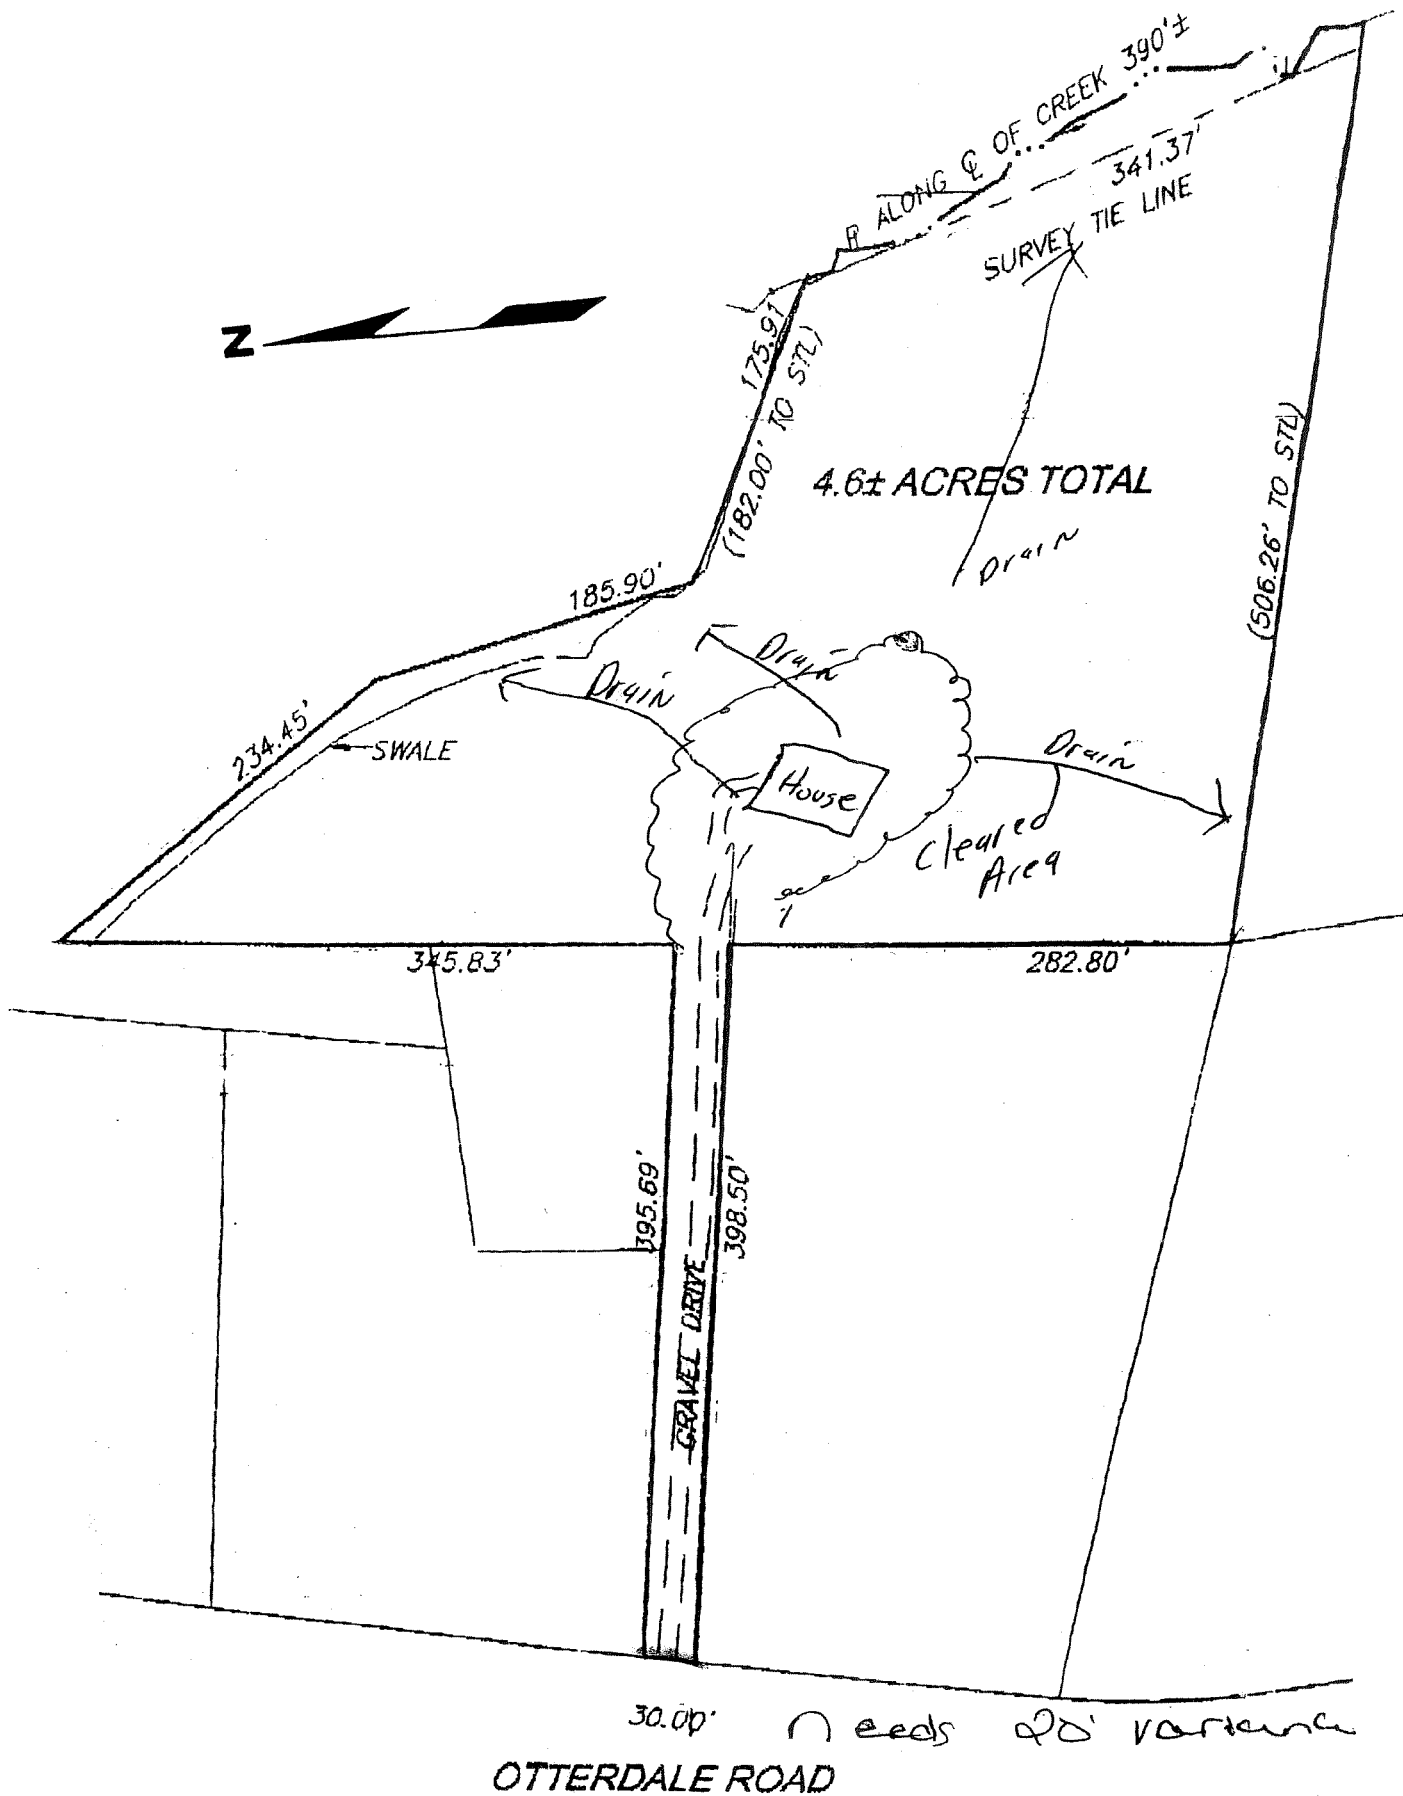 P ALONG ℄ OF CREEK 390'±
341.37'
SURVEY TIE LINE
N
175.91
(182.00' TO STL)
4.6± ACRES TOTAL
(506.26' TO STL)
Drain
185.90'
Drain
Drain
234.45'
SWALE
House
Drain
Cleared
Area
345.83'
282.80'
395.69'
398.50'
GRAVEL DRIVE
30.00'
needs 20' variance
OTTERDALE ROAD